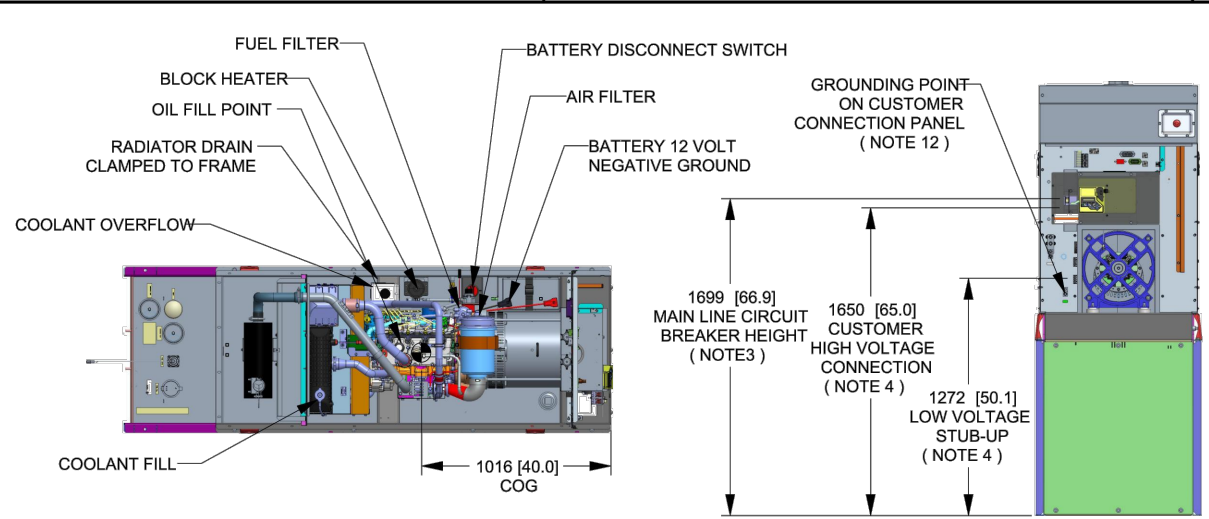 FUEL FILTER
BLOCK HEATER
OIL FILL POINT
RADIATOR DRAIN
CLAMPED TO FRAME
COOLANT OVERFLOW
COOLANT FILL
BATTERY DISCONNECT SWITCH
AIR FILTER
BATTERY 12 VOLT
NEGATIVE GROUND
1016 [40.0]
COG
GROUNDING POINT
ON CUSTOMER
CONNECTION PANEL
( NOTE 12 )
1699 [66.9]
MAIN LINE CIRCUIT
BREAKER HEIGHT
( NOTE3 )
1650 [65.0]
CUSTOMER
HIGH VOLTAGE
CONNECTION
( NOTE 4 )
1272 [50.1]
LOW VOLTAGE
STUB-UP
( NOTE 4 )